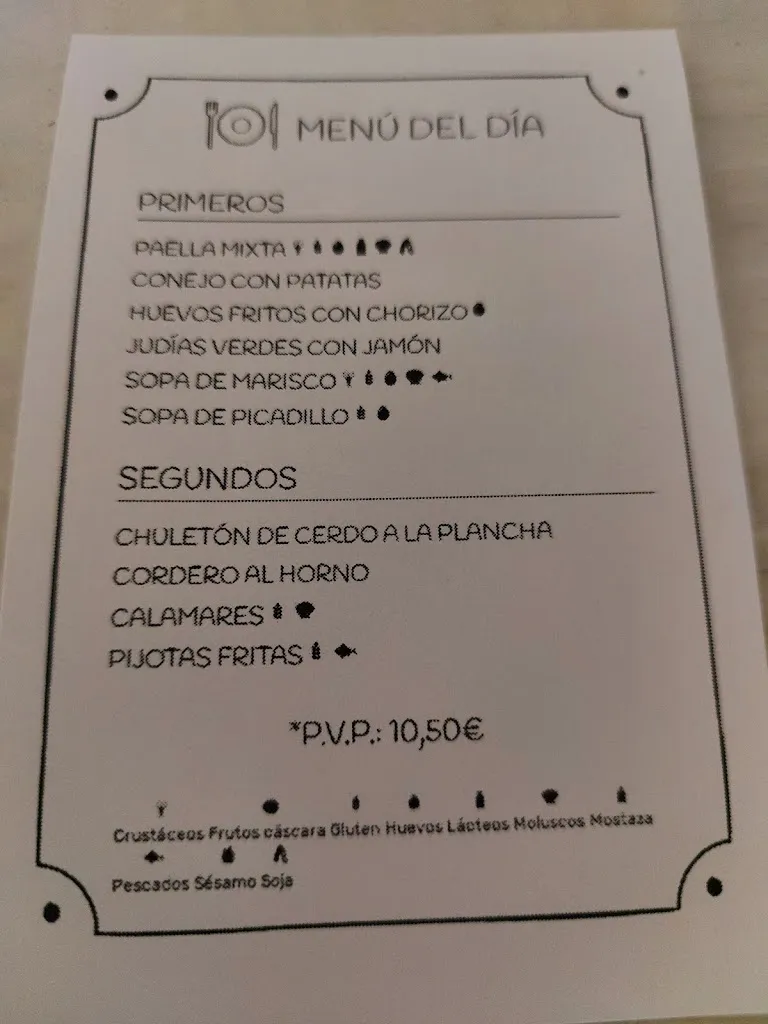 MENÚ DEL DÍA
PRIMEROS
PAELLA MIXTA
CONEJO CON PATATAS
HUEVOS FRITOS CON CHORIZO
JUDÍAS VERDES CON JAMÓN
SOPA DE MARISCO
SOPA DE PICADILLO
SEGUNDOS
CHULETÓN DE CERDO A LA PLANCHA
CORDERO AL HORNO
CALAMARES
PIJOTAS FRITAS
*P.V.P.: 10,50€
Crustáceos Frutos cáscara Gluten Huevos Lácteos Moluscos Mostaza
Pescados Sésamo Soja